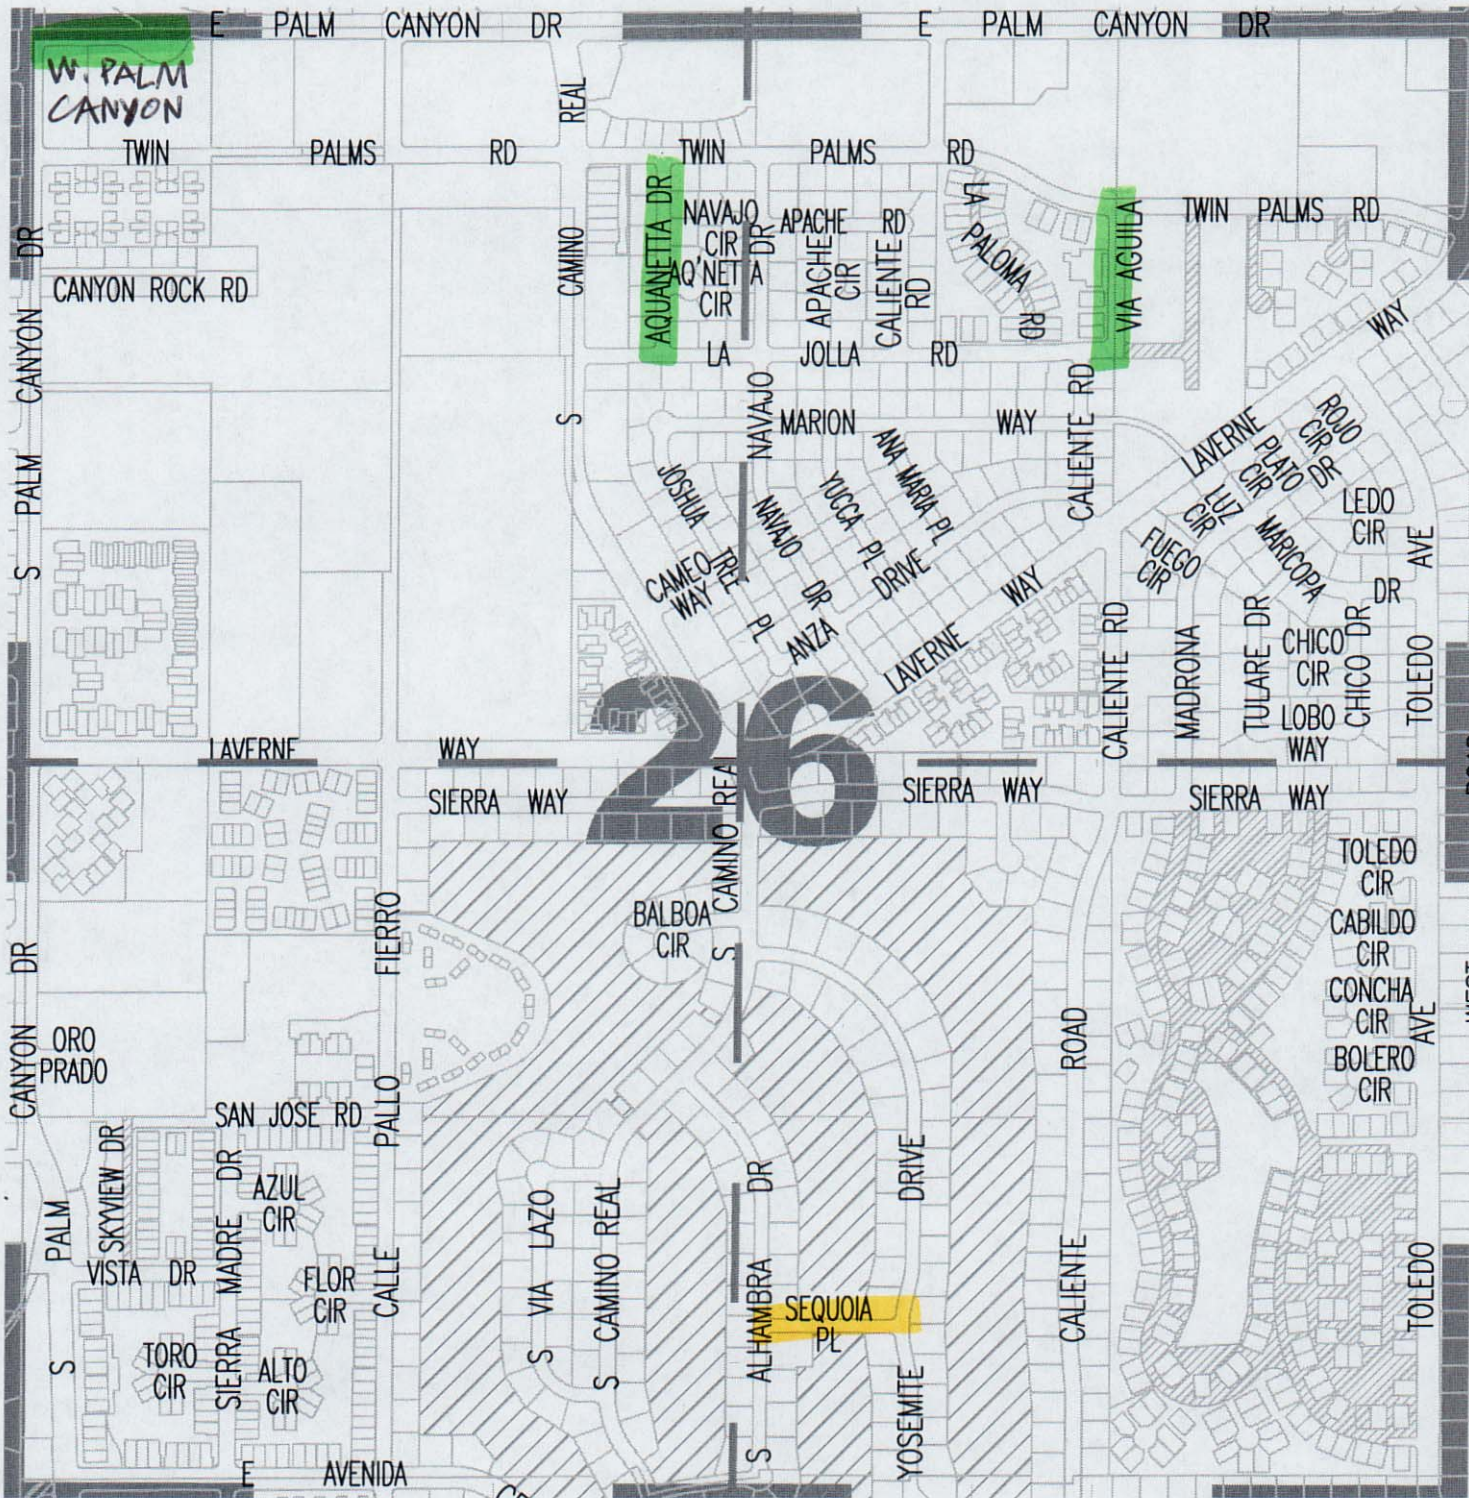 E PALM CANYON DR
E PALM CANYON DR
W. PALM
CANYON
TWIN PALMS RD
REAL
TWIN PALMS RD
AQUANETTA DR
NAVAJO
CIR
DR
AQ'NETTA
CIR
APACHE RD
APACHE
CIR
CALIENTE
RD
LA
PALOMA
RD
VIA AGUILA
TWIN PALMS RD
CANYON ROCK RD
CAMINO
S
S PALM CANYON DR
LA JOLLA RD
WAY
NAVAJO
MARION WAY
CALIENTE RD
LAVERNE
ROJO
CIR
DR
PLATO
CIR
LUZ
CIR
LEDO
CIR
JOSHUA
TREE
PL
NAVAJO
DR
YUCCA PL
ANA MARIA PL
CAMEO
WAY
ANZA
DRIVE
FUEGO
CIR
MARICOPA
DR
AVE
LAVERNE
WAY
CALIENTE RD
MADRONA
TULARE DR
CHICO
CIR
CHICO DR
TOLEDO
LOBO
WAY
26
LAVERNE WAY
SIERRA WAY
SIERRA WAY
SIERRA WAY
S CAMINO REAL
BALBOA
CIR
TOLEDO
CIR
CABILDO
CIR
CONCHA
CIR
BOLERO
CIR
AVE
WEST
FIERRO
PALLO
CALLE
CANYON DR
ORO
PRADO
SAN JOSE RD
ROAD
SKYVIEW DR
SIERRA MADRE DR
AZUL
CIR
VISTA DR
FLOR
CIR
S PALM
TORO
CIR
ALTO
CIR
S VIA LAZO
S CAMINO REAL
S ALHAMBRA DR
SEQUOIA
PL
YOSEMITE
DRIVE
CALIENTE
TOLEDO
E AVENIDA